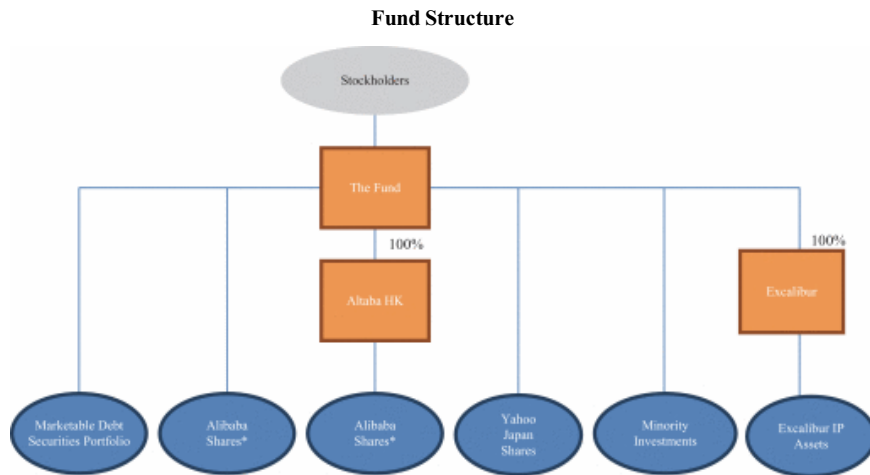 Fund Structure
Stockholders
The Fund
100%
Altaba HK
100%
Excalibur
Marketable Debt
Securities Portfolio
Alibaba
Shares*
Alibaba
Shares*
Yahoo
Japan
Shares
Minority
Investments
Excalibur IP
Assets